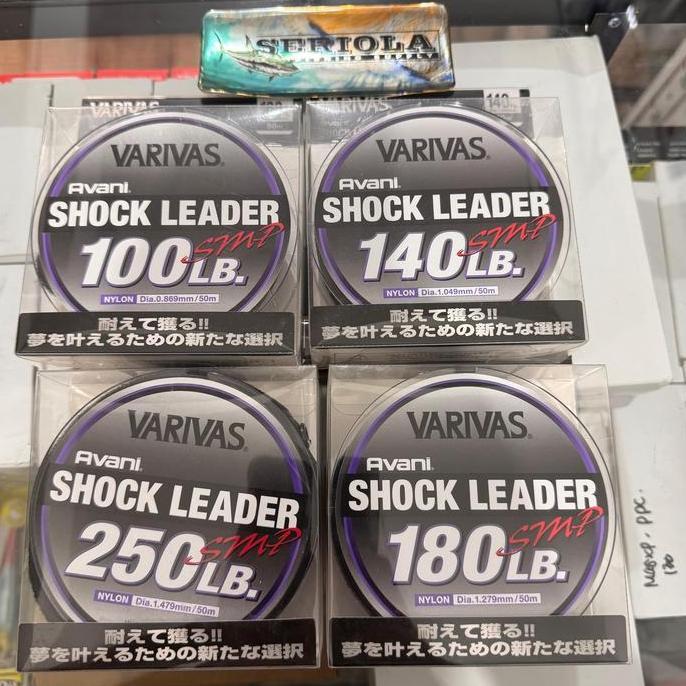 SERIOLA
VARIVAS
VARIVAS
140
VARIVAS®
Avani®
SHOCK LEADER
SMP
100LB.
NYLON Dia.0.869mm/50m
耐えて獲る!!
夢を叶えるための新たな選択
VARIVAS®
Avani®
SHOCK LEADER
SMP
140LB.
NYLON Dia.1.049mm/50m
耐えて獲る!!
夢を叶えるための新たな選択
VARIVAS®
Avani®
SHOCK LEADER
SMP
250LB.
NYLON Dia.1.479mm/50m
耐えて獲る!!
夢を叶えるための新たな選択
VARIVAS®
Avani®
SHOCK LEADER
SMP
180LB.
NYLON Dia.1.279mm/50m
耐えて獲る!!
夢を叶えるための新たな選択